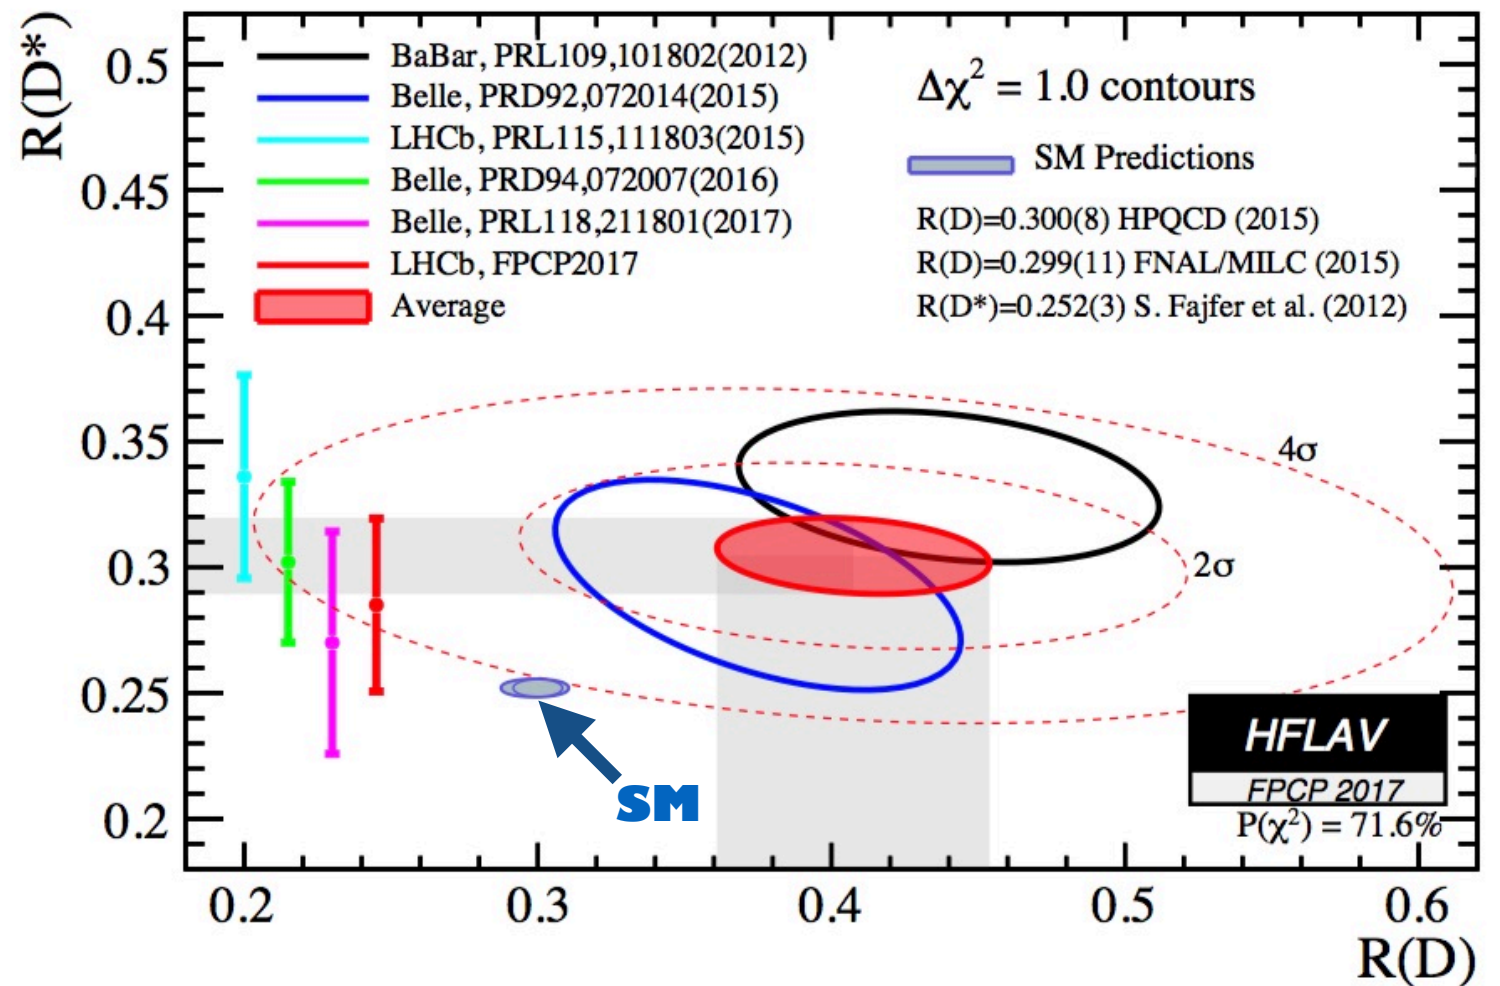 R(D*)
0.5
0.45
0.4
0.35
0.3
0.25
0.2
BaBar, PRL109,101802(2012)
Belle, PRD92,072014(2015)
LHCb, PRL115,111803(2015)
Belle, PRD94,072007(2016)
Belle, PRL118,211801(2017)
LHCb, FPCP2017
Average
Δχ² = 1.0 contours
SM Predictions
R(D)=0.300(8) HPQCD (2015)
R(D)=0.299(11) FNAL/MILC (2015)
R(D*)=0.252(3) S. Fajfer et al. (2012)
4σ
2σ
SM
HFLAV
FPCP 2017
P(χ²) = 71.6%
0.2
0.3
0.4
0.5
0.6
R(D)